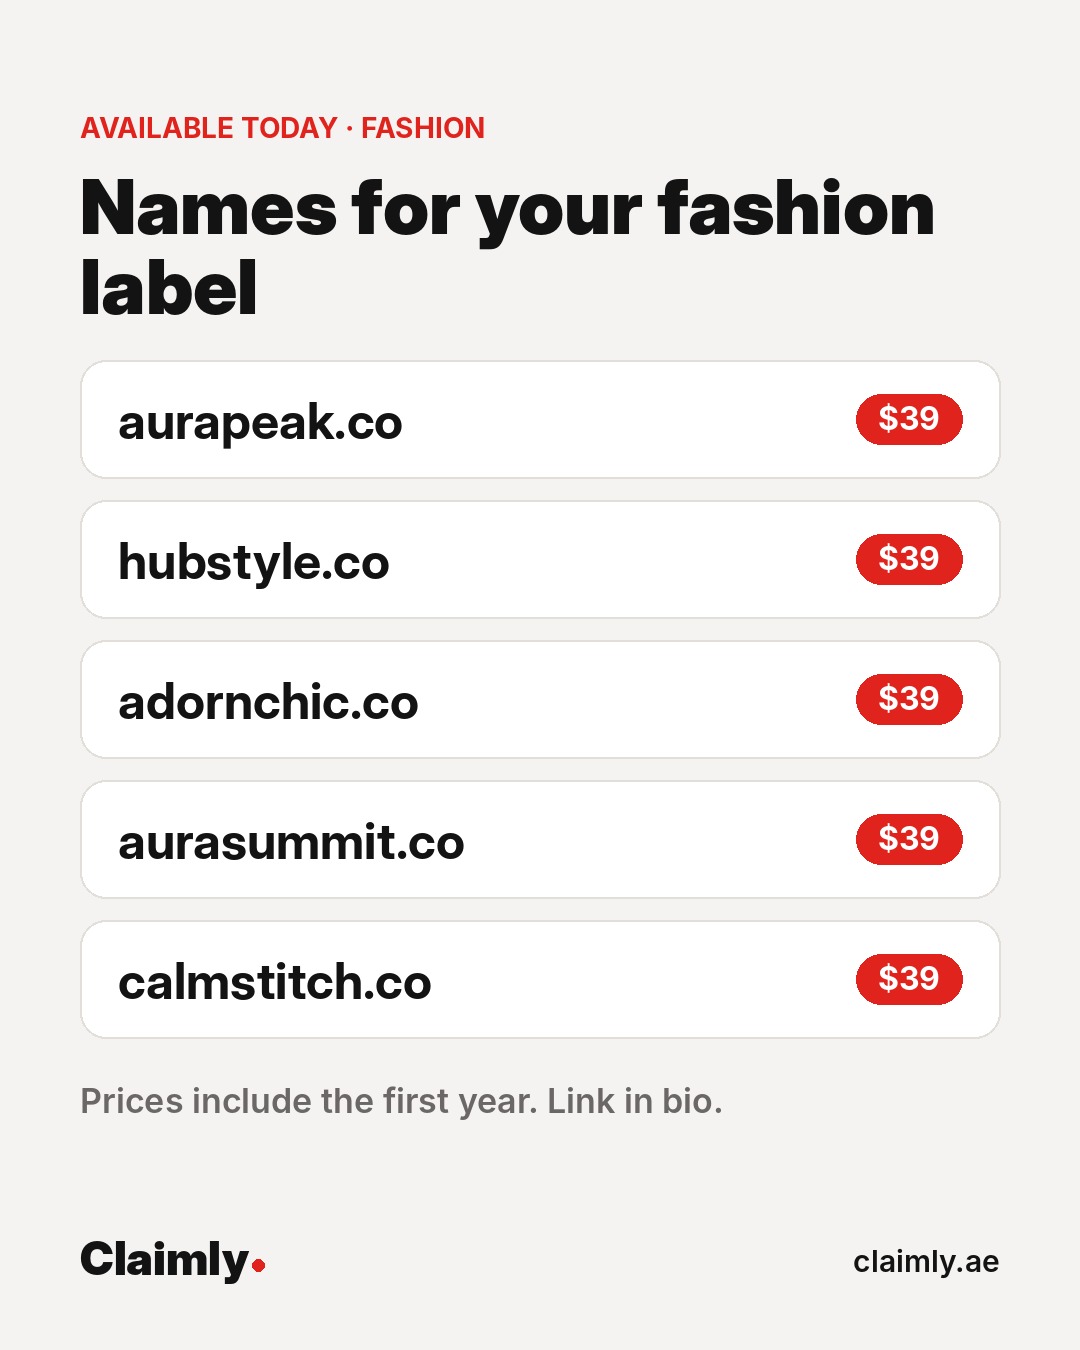 AVAILABLE TODAY · FASHION
Names for your fashion
label
aurapeak.co
$39
hubstyle.co
$39
adornchic.co
$39
aurasummit.co
$39
calmstitch.co
$39
Prices include the first year. Link in bio.
Claimly.
claimly.ae